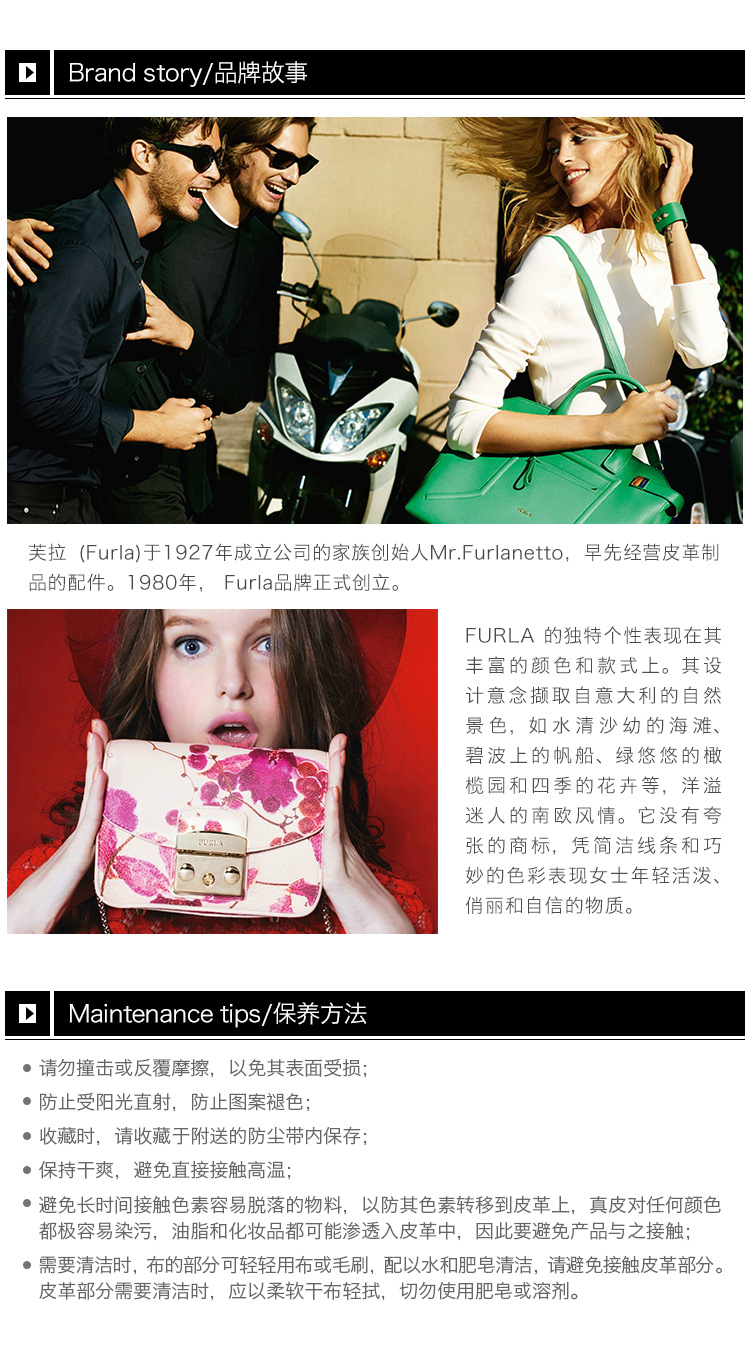 Brand story/品牌故事
FURLA
芙拉 (Furla)于1927年成立公司的家族创始人Mr.Furlanetto，早先经营皮革制
品的配件。1980年， Furla品牌正式创立。
FURLA
FURLA 的独特个性表现在其
丰富的颜色和款式上。其设
计意念撷取自意大利的自然
景色，如水清沙幼的海滩、
碧波上的帆船、绿悠悠的橄
榄园和四季的花卉等，洋溢
迷人的南欧风情。它没有夸
张的商标，凭简洁线条和巧
妙的色彩表现女士年轻活泼、
俏丽和自信的物质。
Maintenance tips/保养方法
请勿撞击或反覆摩擦，以免其表面受损；
防止受阳光直射，防止图案褪色；
收藏时，请收藏于附送的防尘带内保存；
保持干爽，避免直接接触高温；
避免长时间接触色素容易脱落的物料，以防其色素转移到皮革上，真皮对任何颜色
都极容易染污，油脂和化妆品都可能渗透入皮革中，因此要避免产品与之接触；
需要清洁时，布的部分可轻轻用布或毛刷，配以水和肥皂清洁，请避免接触皮革部分。
皮革部分需要清洁时，应以柔软干布轻拭，切勿使用肥皂或溶剂。